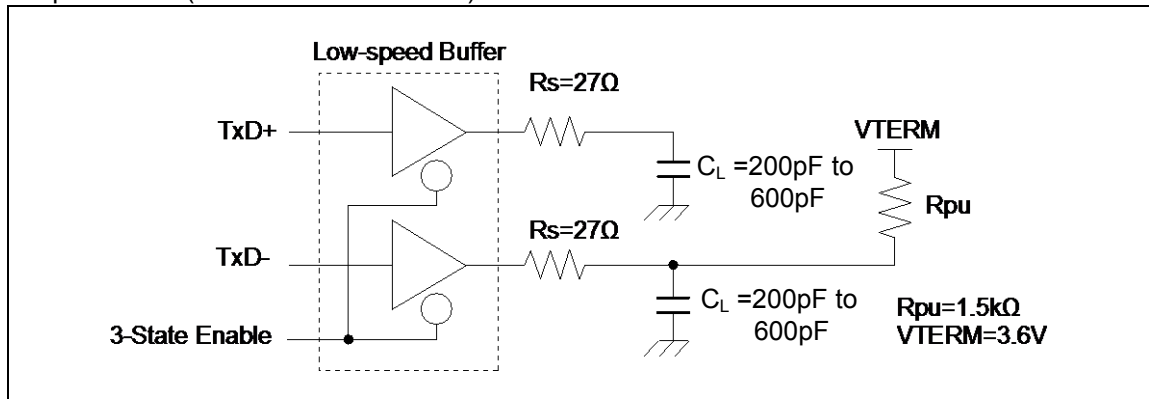 Low-speed Buffer
Rs=27Ω
TxD+
VTERM
C_L =200pF to
600pF
Rpu
Rs=27Ω
TxD-
C_L =200pF to
600pF
Rpu=1.5kΩ
VTERM=3.6V
3-State Enable